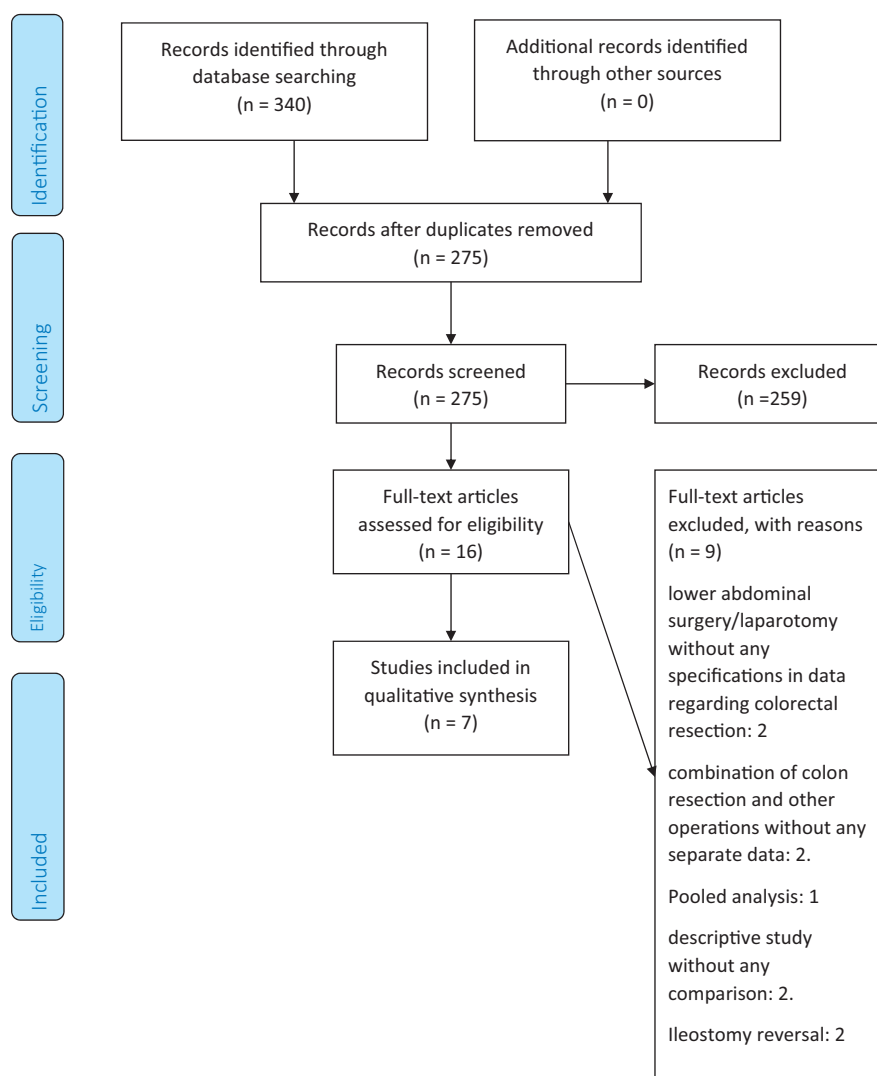 Identification
Records identified through
database searching
(n = 340)
Additional records identified
through other sources
(n = 0)
Records after duplicates removed
(n = 275)
Screening
Records screened
(n = 275)
Records excluded
(n =259)
Eligibility
Full-text articles
assessed for eligibility
(n = 16)
Full-text articles
excluded, with reasons
(n = 9)
lower abdominal
surgery/laparotomy
without any
specifications in data
regarding colorectal
resection: 2
combination of colon
resection and other
operations without any
separate data: 2.
Pooled analysis: 1
descriptive study
without any
comparison: 2.
Ileostomy reversal: 2
Included
Studies included in
qualitative synthesis
(n = 7)